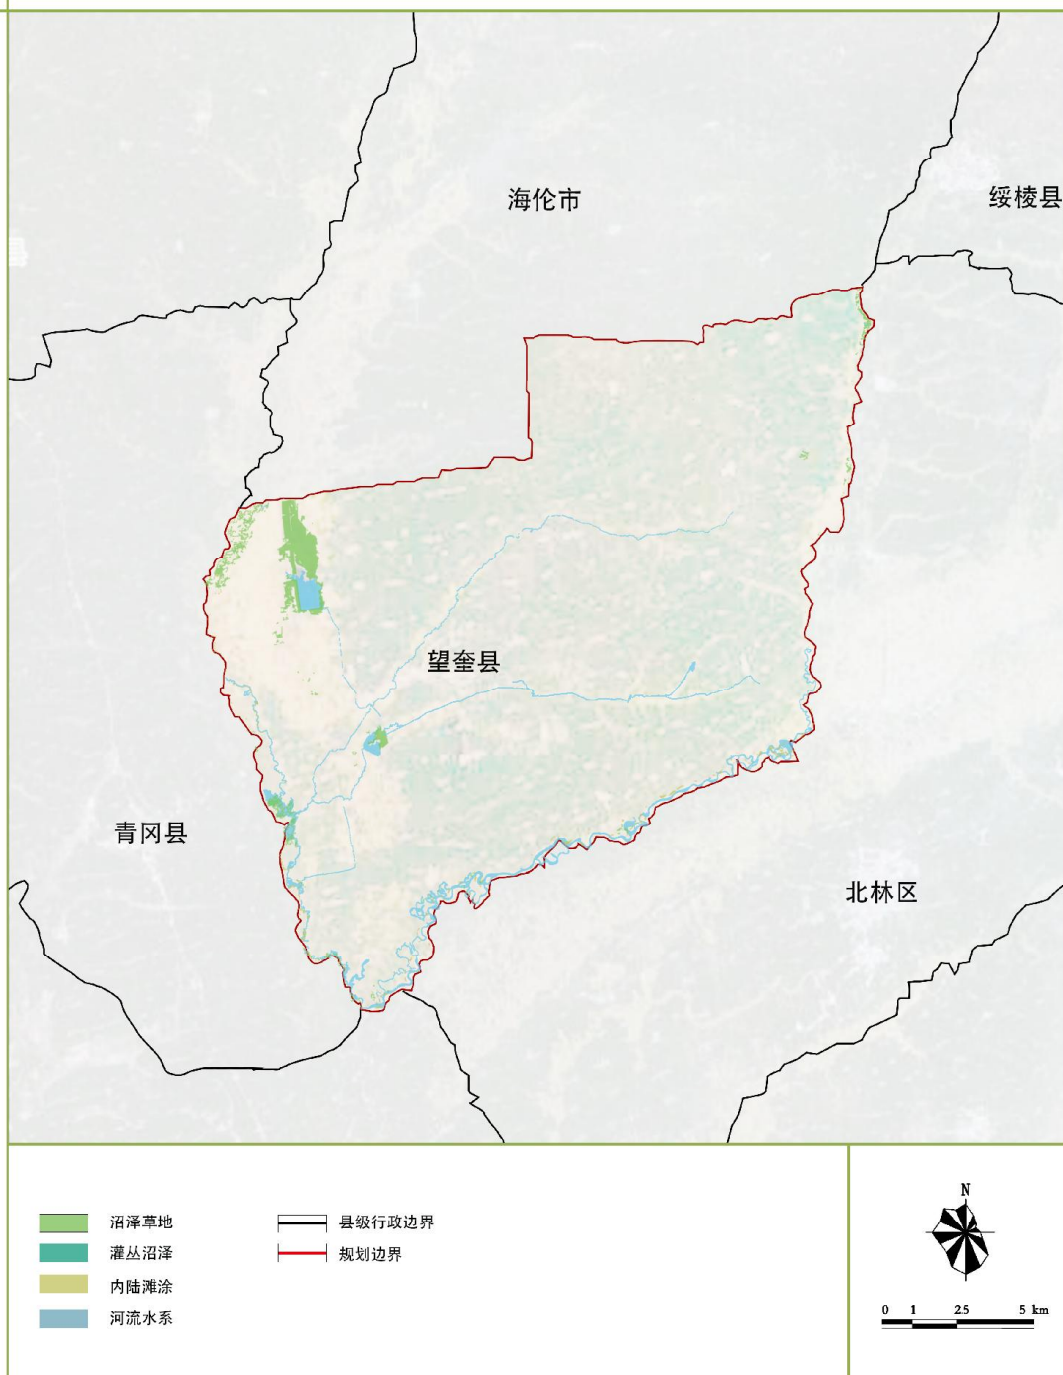 海伦市
绥棱县
望奎县
青冈县
北林区
沼泽草地
灌丛沼泽
内陆滩涂
河流水系
县级行政边界
规划边界
N
0 1 2.5 5 km